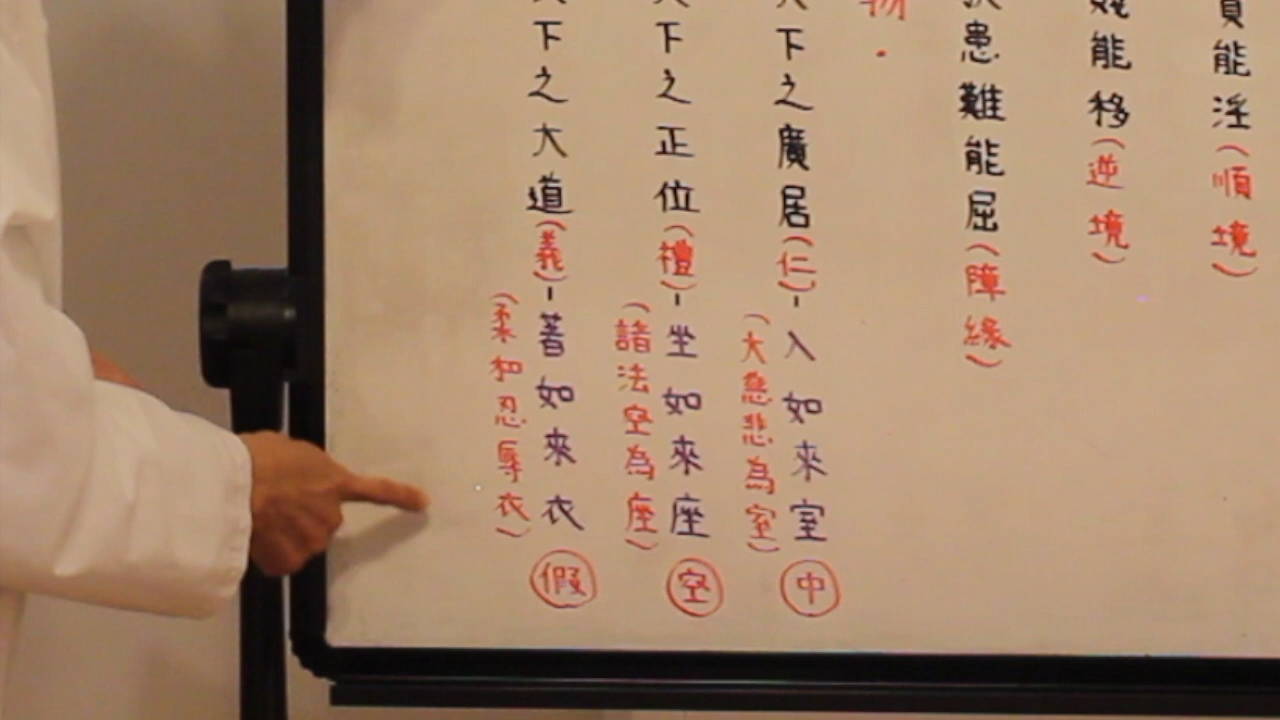 能淫(順境)
能移(逆境)
患難能屈(障緣)
物.
下之廣居(仁)-入如來室㊥
(大慈悲為室)
下之正位(禮)-坐如來座空
(諸法空為座)
下之大道(義)-著如來衣假
(柔和忍辱衣)